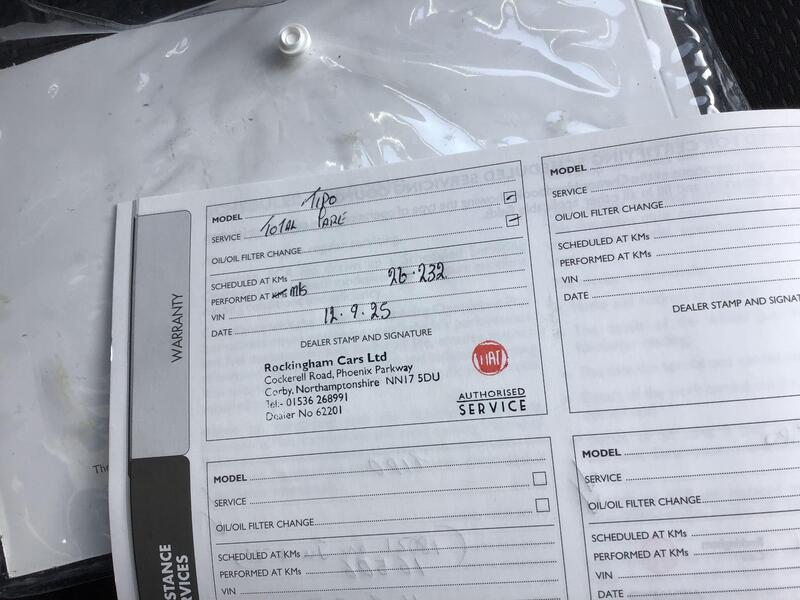 WARRANTY
MODEL TIPO
SERVICE TOTAL
OIL/OIL FILTER CHANGE
SCHEDULED AT KMs
PERFORMED AT KMs mls 26.232
VIN
DATE 12.9.25
DEALER STAMP AND SIGNATURE
Rockingham Cars Ltd
Cockerell Road, Phoenix Parkway
Corby, Northamptonshire NN17 5DU
Tel:- 01536 268991
Dealer No 62201
FIAT
AUTHORISED
SERVICE
MODEL
SERVICE
OIL/OIL FILTER CHANGE
SCHEDULED AT KMs
PERFORMED AT KMs
VIN
DATE
DEALER STAMP AND SIGNAT
The
STANCE
RVICES
MODEL
SERVICE
OIL/OIL FILTER CHANGE
SCHEDULED AT KMs
PERFORMED AT KMs
VIN
MODEL
SERVICE
OIL/OIL FILTER CHANGE
SCHEDULED AT KMs
PERFORMED AT KMs
VIN
DATE